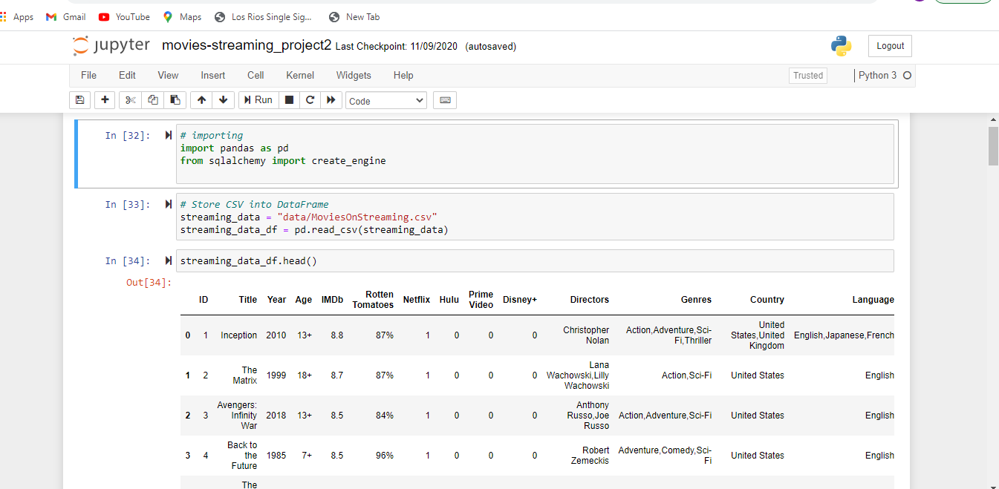 Apps Gmail YouTube Maps Los Rios Single Sig... New Tab
jupyter movies-streaming_project2 Last Checkpoint: 11/09/2020 (autosaved) Logout
File Edit View Insert Cell Kernel Widgets Help Trusted Python 3
Run Code
In [32]: # importing
import pandas as pd
from sqlalchemy import create_engine
In [33]: # Store CSV into DataFrame
streaming_data = "data/MoviesOnStreaming.csv"
streaming_data_df = pd.read_csv(streaming_data)
In [34]: streaming_data_df.head()
Out[34]:
ID Title Year Age IMDb Rotten Tomatoes Netflix Hulu Prime Video Disney+ Directors Genres Country Language
0 1 Inception 2010 13+ 8.8 87% 1 0 0 0 Christopher Nolan Action,Adventure,Sci-Fi,Thriller United States,United Kingdom English,Japanese,French
1 2 The Matrix 1999 18+ 8.7 87% 1 0 0 0 Lana Wachowski,Lilly Wachowski Action,Sci-Fi United States English
2 3 Avengers: Infinity War 2018 13+ 8.5 84% 1 0 0 0 Anthony Russo,Joe Russo Action,Adventure,Sci-Fi United States English
3 4 Back to the Future 1985 7+ 8.5 96% 1 0 0 0 Robert Zemeckis Adventure,Comedy,Sci-Fi United States English
The